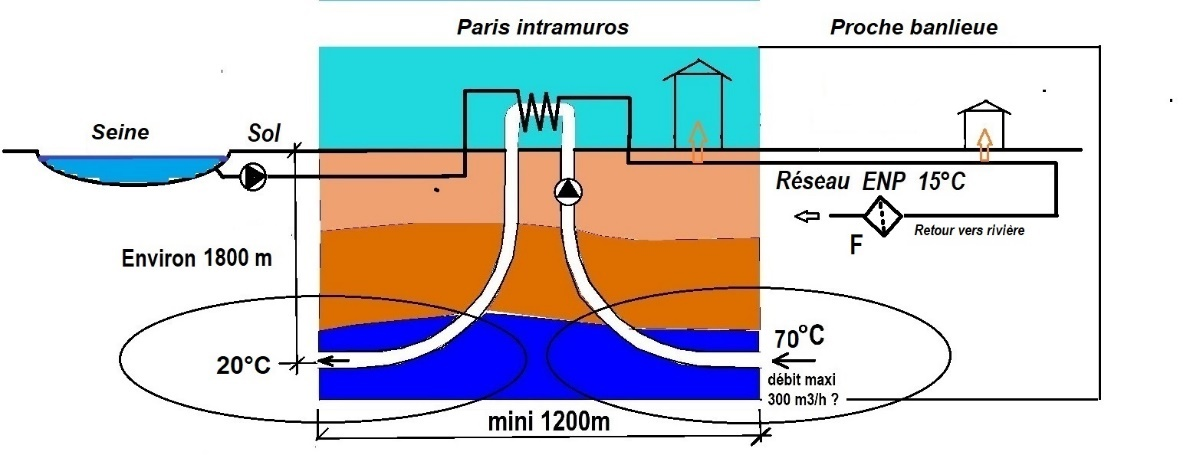 Paris intramuros
Proche banlieue
Seine
Sol
Réseau ENP 15°C
Retour vers rivière
F
Environ 1800 m
20°C
70°C
débit maxi
300 m3/h ?
mini 1200m